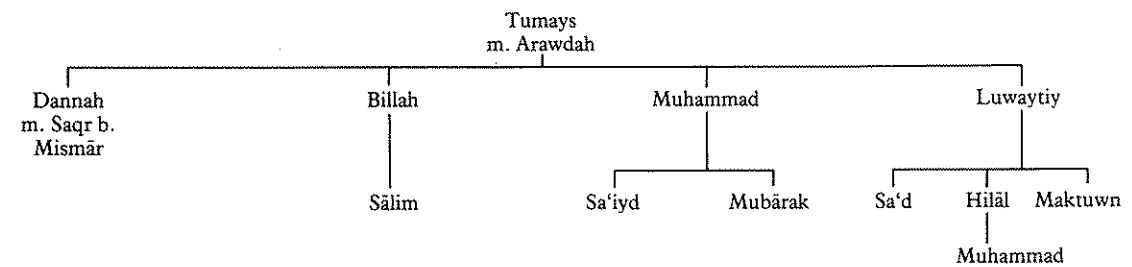 Tumays
m. Arawdah
Dannah
m. Saqr b.
Mismār
Billah
Muhammad
Luwaytiy
Sālim
Sa‘iyd
Mubārak
Sa‘d
Hilāl
Maktuwn
Muhammad